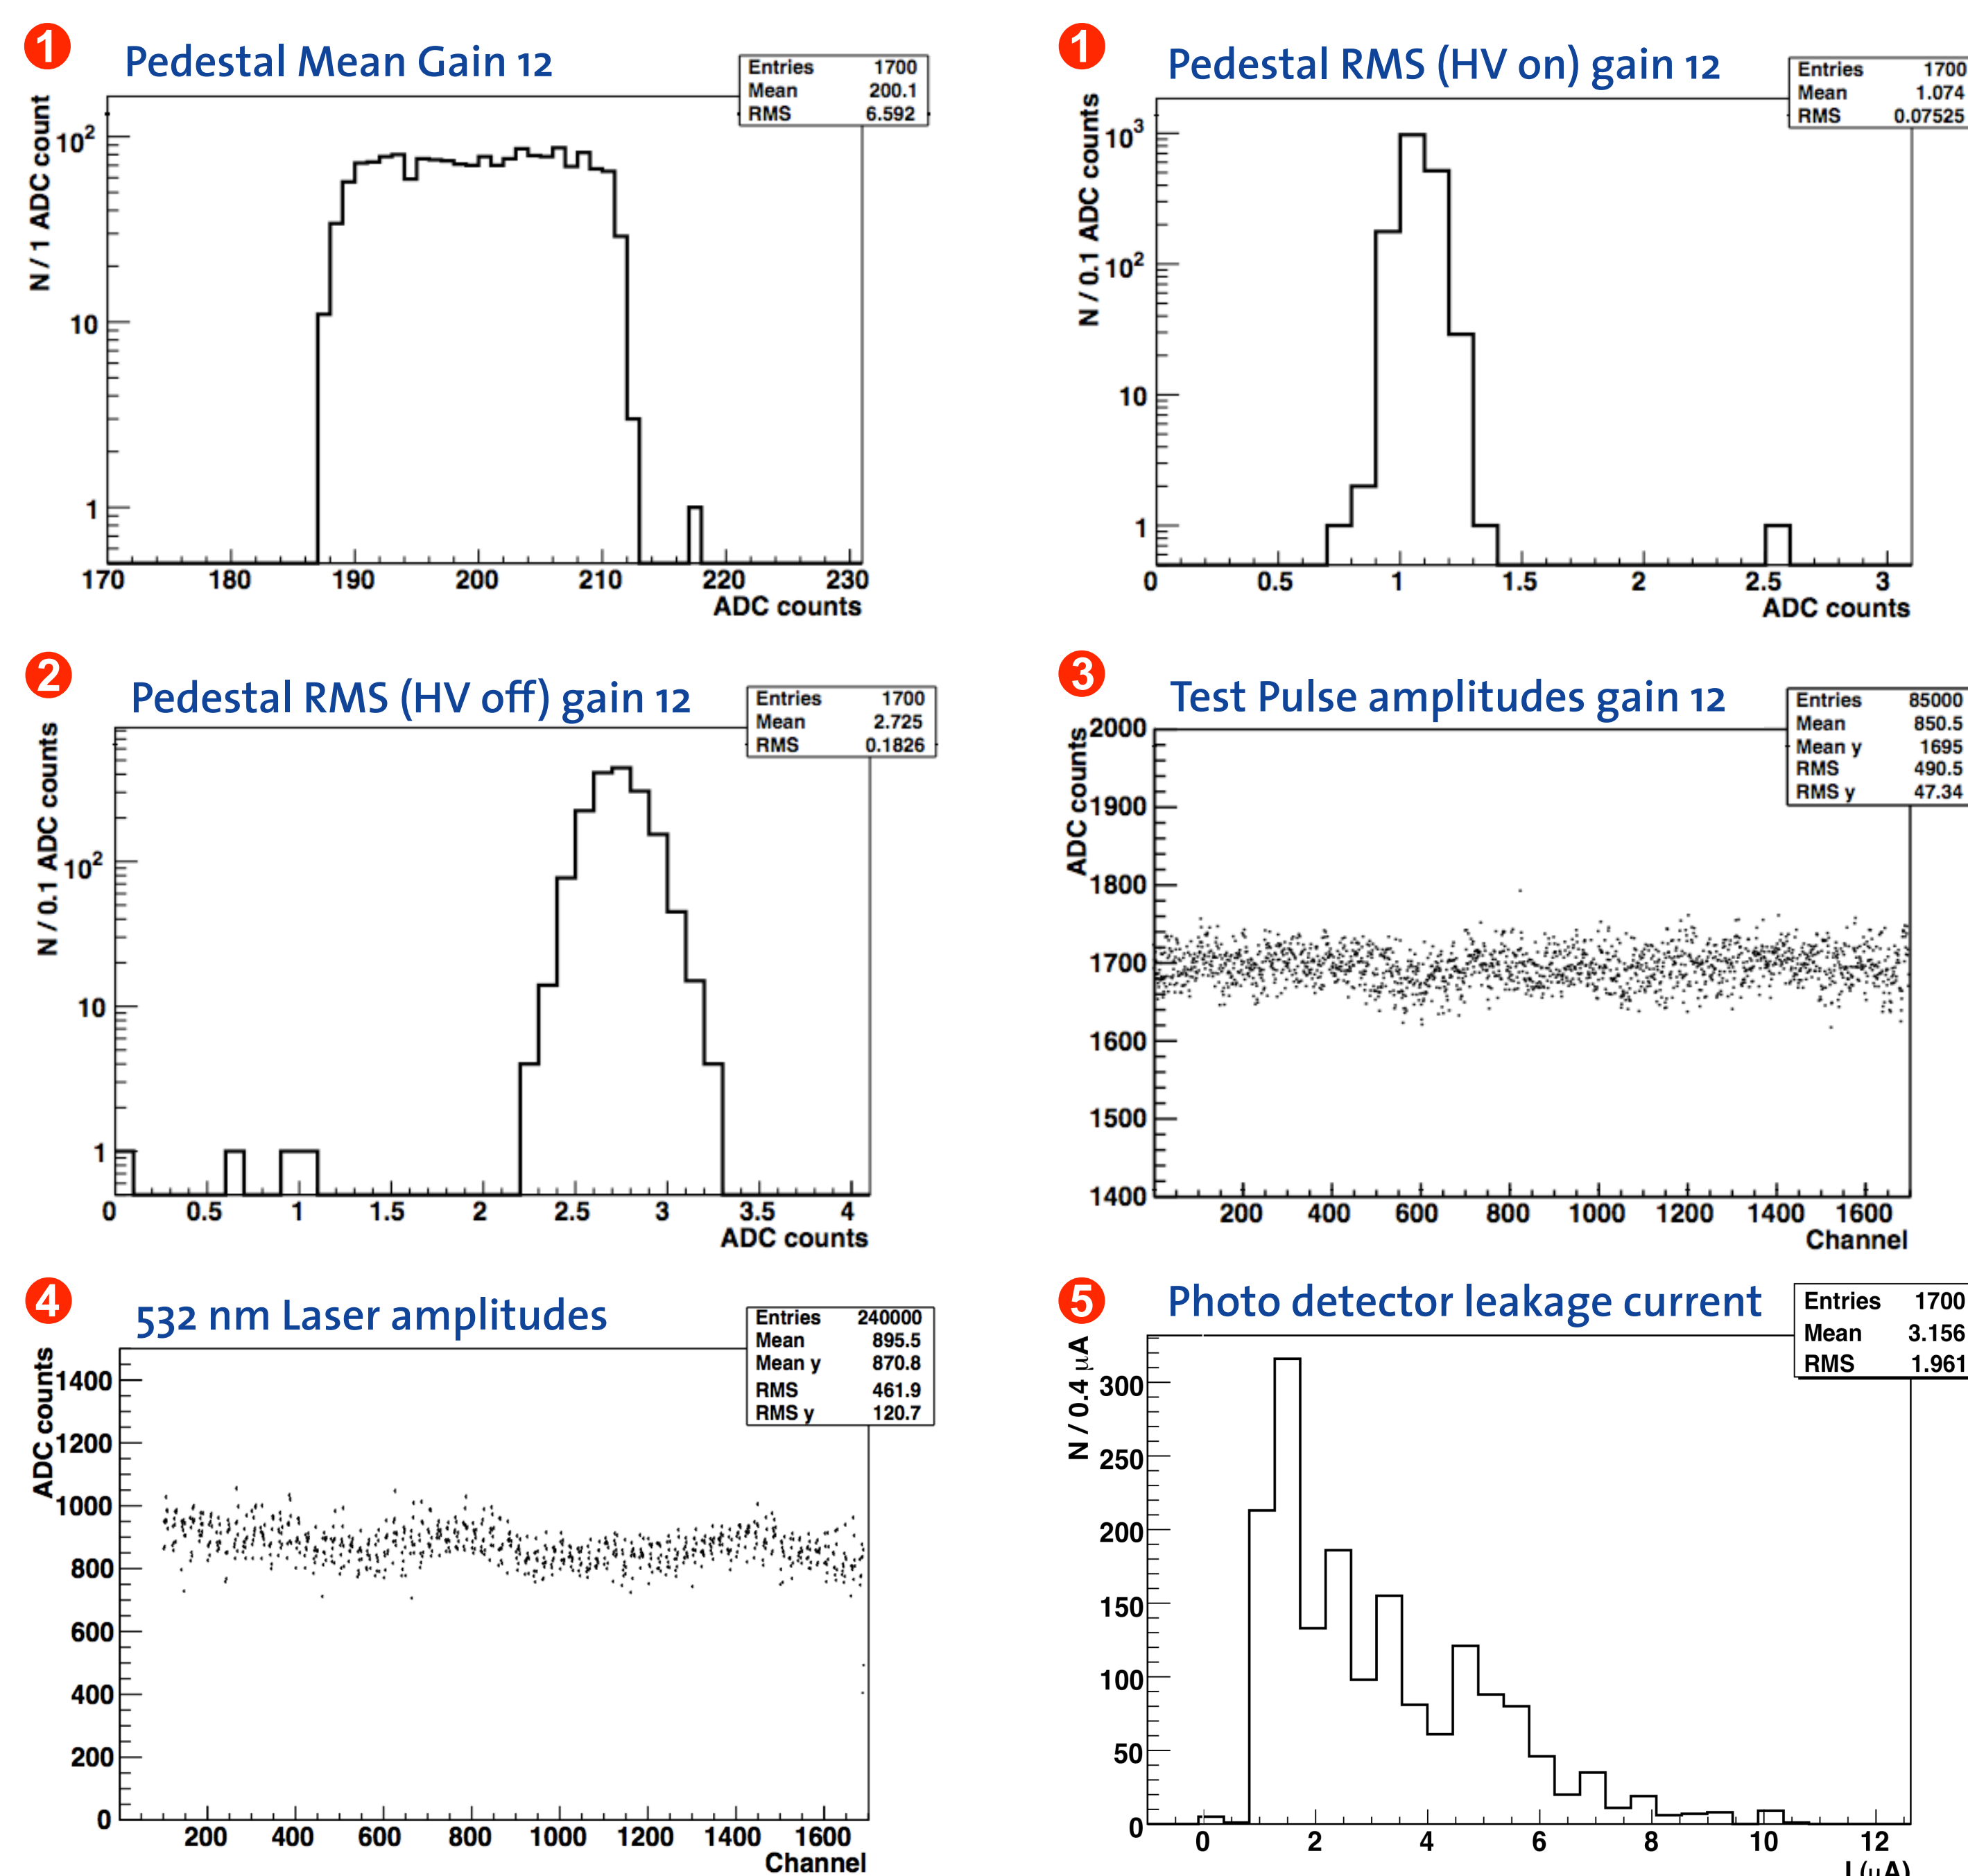 1 Pedestal Mean Gain 12
Entries 1700
Mean 200.1
RMS 6.592
N / 1 ADC count
10²
10
1
170 180 190 200 210 220 230
ADC counts
1 Pedestal RMS (HV on) gain 12
Entries 1700
Mean 1.074
RMS 0.07525
N / 0.1 ADC counts
10³
10²
10
1
0 0.5 1 1.5 2 2.5 3
ADC counts
2 Pedestal RMS (HV off) gain 12
Entries 1700
Mean 2.725
RMS 0.1826
N / 0.1 ADC counts
10²
10
1
0 0.5 1 1.5 2 2.5 3 3.5 4
ADC counts
3 Test Pulse amplitudes gain 12
Entries 85000
Mean 850.5
Mean y 1695
RMS 490.5
RMS y 47.34
ADC counts
2000
1900
1800
1700
1600
1500
1400
200 400 600 800 1000 1200 1400 1600
Channel
4 532 nm Laser amplitudes
Entries 240000
Mean 895.5
Mean y 870.8
RMS 461.9
RMS y 120.7
ADC counts
1400
1200
1000
800
600
400
200
0
200 400 600 800 1000 1200 1400 1600
Channel
5 Photo detector leakage current
Entries 1700
Mean 3.156
RMS 1.961
N / 0.4 μA
300
250
200
150
100
50
0
0 2 4 6 8 10 12
I (μA)